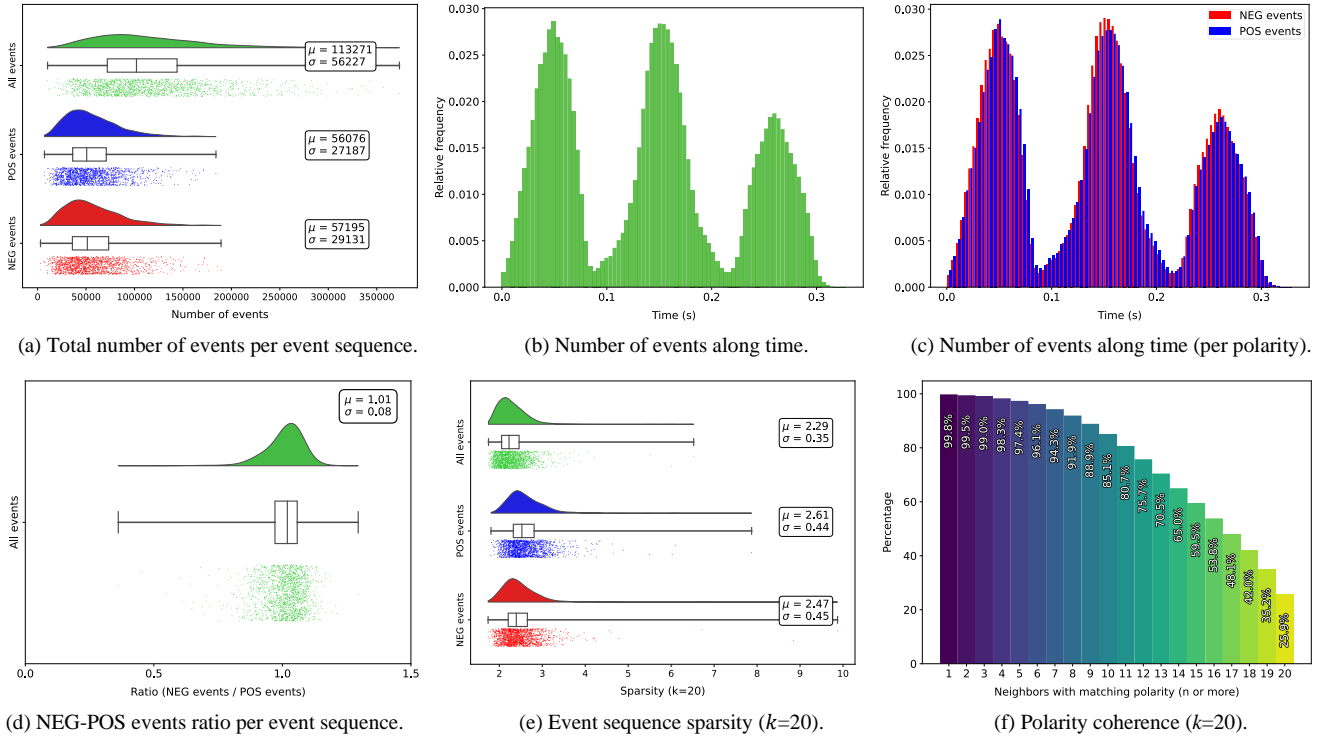 All events
POS events
NEG events
μ = 113271
σ = 56227
μ = 56076
σ = 27187
μ = 57195
σ = 29131
0 50000 100000 150000 200000 250000 300000 350000
Number of events
(a) Total number of events per event sequence.
Relative frequency
0.030
0.025
0.020
0.015
0.010
0.005
0.000
0.0 0.1 0.2 0.3
Time (s)
(b) Number of events along time.
Relative frequency
0.030
0.025
0.020
0.015
0.010
0.005
0.000
NEG events
POS events
0.0 0.1 0.2 0.3
Time (s)
(c) Number of events along time (per polarity).
All events
μ = 1.01
σ = 0.08
0.0 0.5 1.0 1.5
Ratio (NEG events / POS events)
(d) NEG-POS events ratio per event sequence.
All events
POS events
NEG events
μ = 2.29
σ = 0.35
μ = 2.61
σ = 0.44
μ = 2.47
σ = 0.45
2 3 4 5 6 7 8 9 10
Sparsity (k=20)
(e) Event sequence sparsity (k=20).
Percentage
100
80
60
40
20
0
99.8%
99.5%
99.0%
98.3%
97.4%
96.1%
94.3%
91.9%
88.9%
85.1%
80.7%
75.7%
70.5%
65.0%
59.5%
53.8%
48.1%
42.0%
35.2%
25.9%
1 2 3 4 5 6 7 8 9 10 11 12 13 14 15 16 17 18 19 20
Neighbors with matching polarity (n or more)
(f) Polarity coherence (k=20).